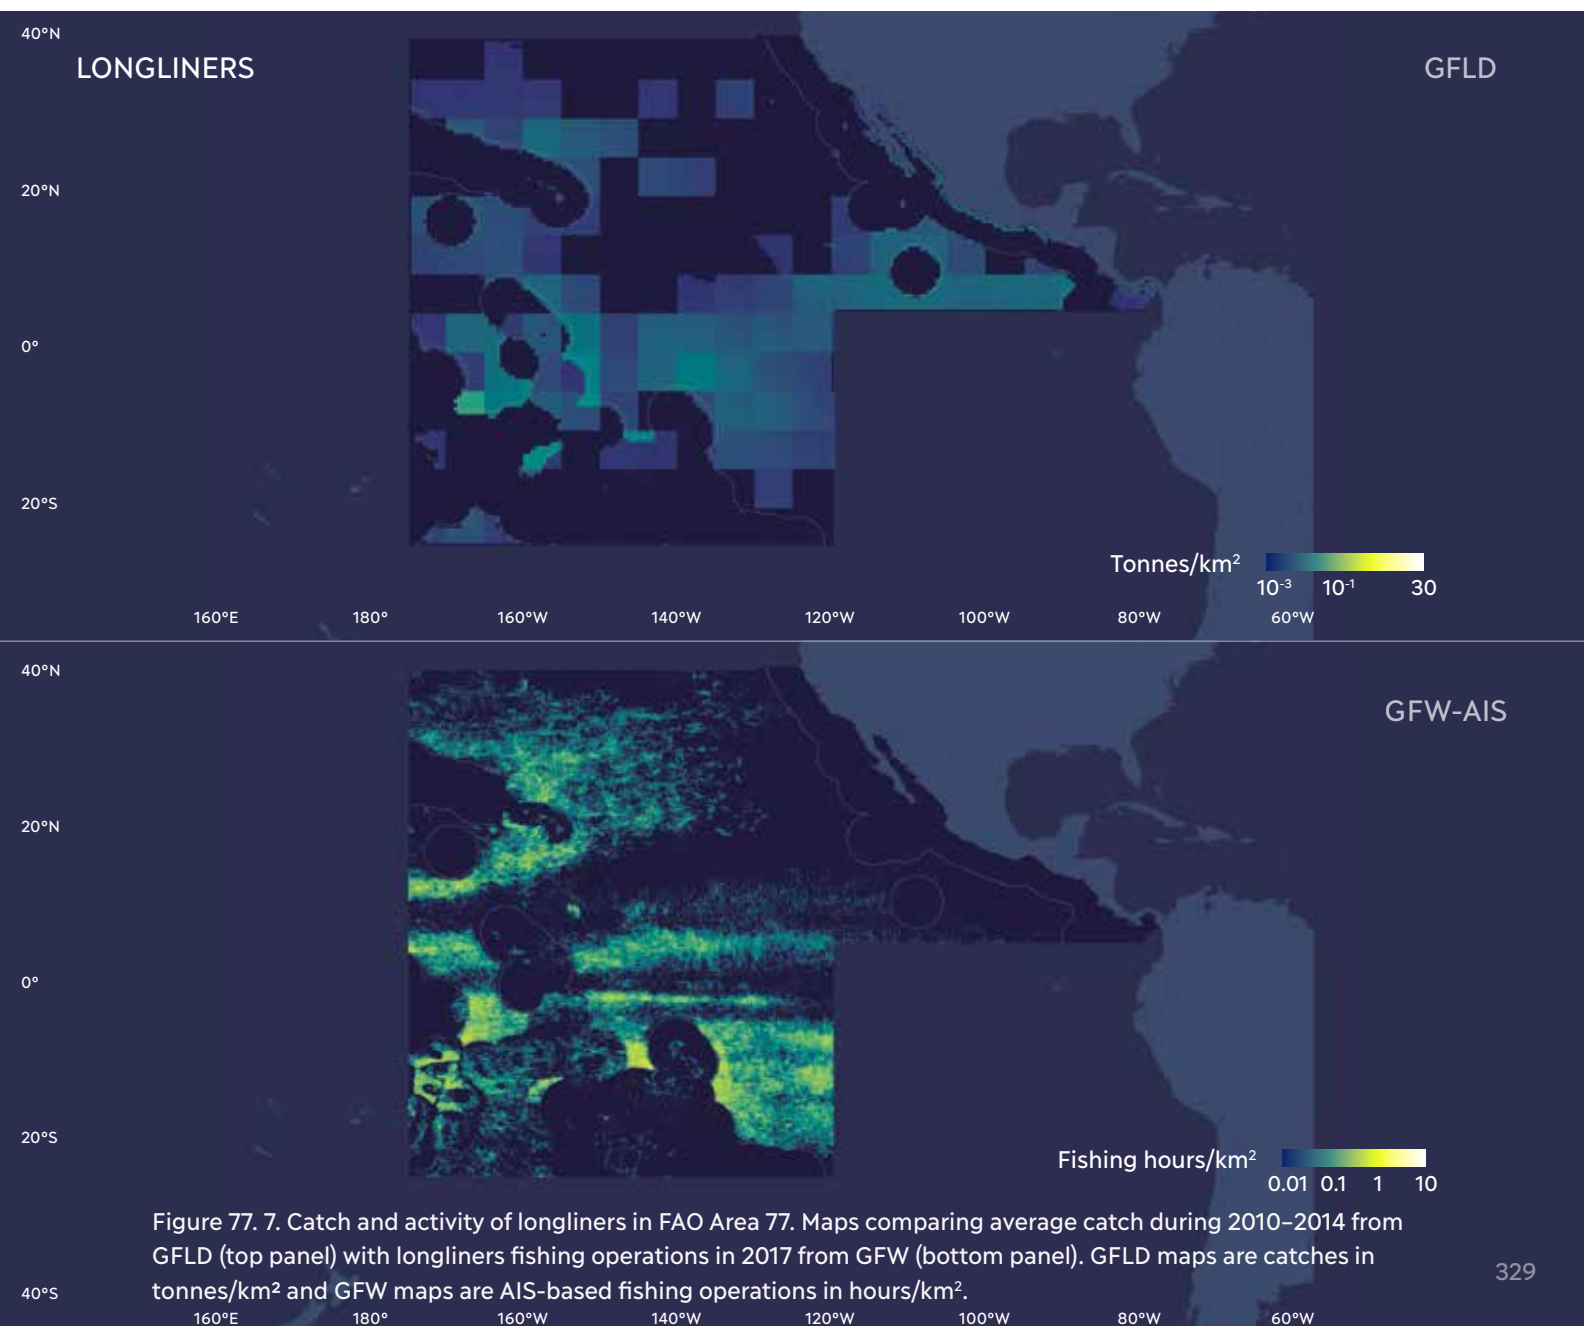 40°N
LONGLINERS
GFLD
20°N
0°
20°S
Tonnes/km²
10⁻³ 10⁻¹ 30
160°E 180° 160°W 140°W 120°W 100°W 80°W 60°W
40°N
GFW-AIS
20°N
0°
20°S
Fishing hours/km²
0.01 0.1 1 10
Figure 77. 7. Catch and activity of longliners in FAO Area 77. Maps comparing average catch during 2010–2014 from
GFLD (top panel) with longliners fishing operations in 2017 from GFW (bottom panel). GFLD maps are catches in
tonnes/km² and GFW maps are AIS-based fishing operations in hours/km².
329
40°S
160°E 180° 160°W 140°W 120°W 100°W 80°W 60°W